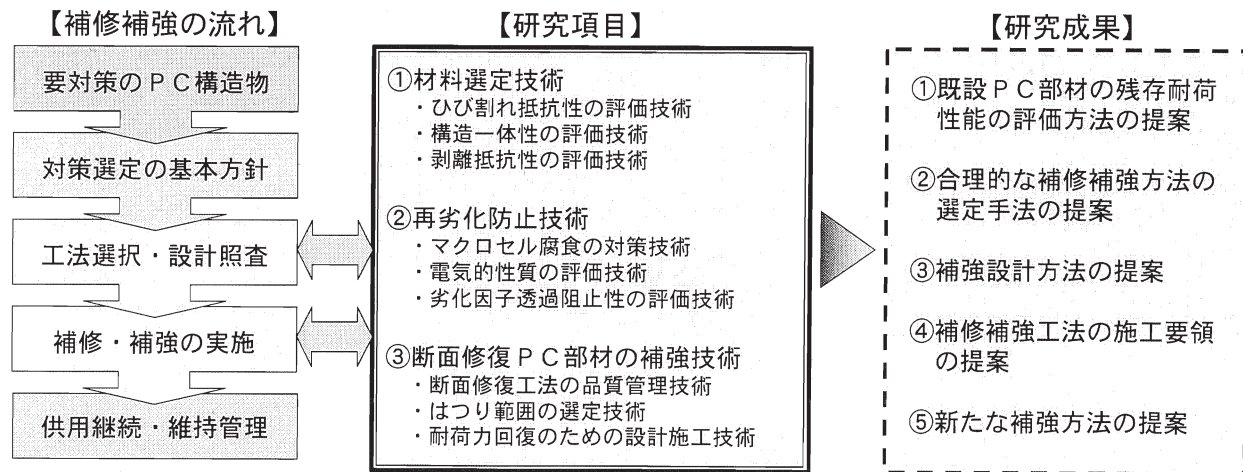 【補修補強の流れ】
要対策のPC構造物
対策選定の基本方針
工法選択・設計照査
補修・補強の実施
供用継続・維持管理
【研究項目】
①材料選定技術
・ひび割れ抵抗性の評価技術
・構造一体性の評価技術
・剥離抵抗性の評価技術
②再劣化防止技術
・マクロセル腐食の対策技術
・電気的性質の評価技術
・劣化因子透過阻止性の評価技術
③断面修復PC部材の補強技術
・断面修復工法の品質管理技術
・はつり範囲の選定技術
・耐荷力回復のための設計施工技術
【研究成果】
①既設PC部材の残存耐荷
性能の評価方法の提案
②合理的な補修補強方法の
選定手法の提案
③補強設計方法の提案
④補修補強工法の施工要領
の提案
⑤新たな補強方法の提案